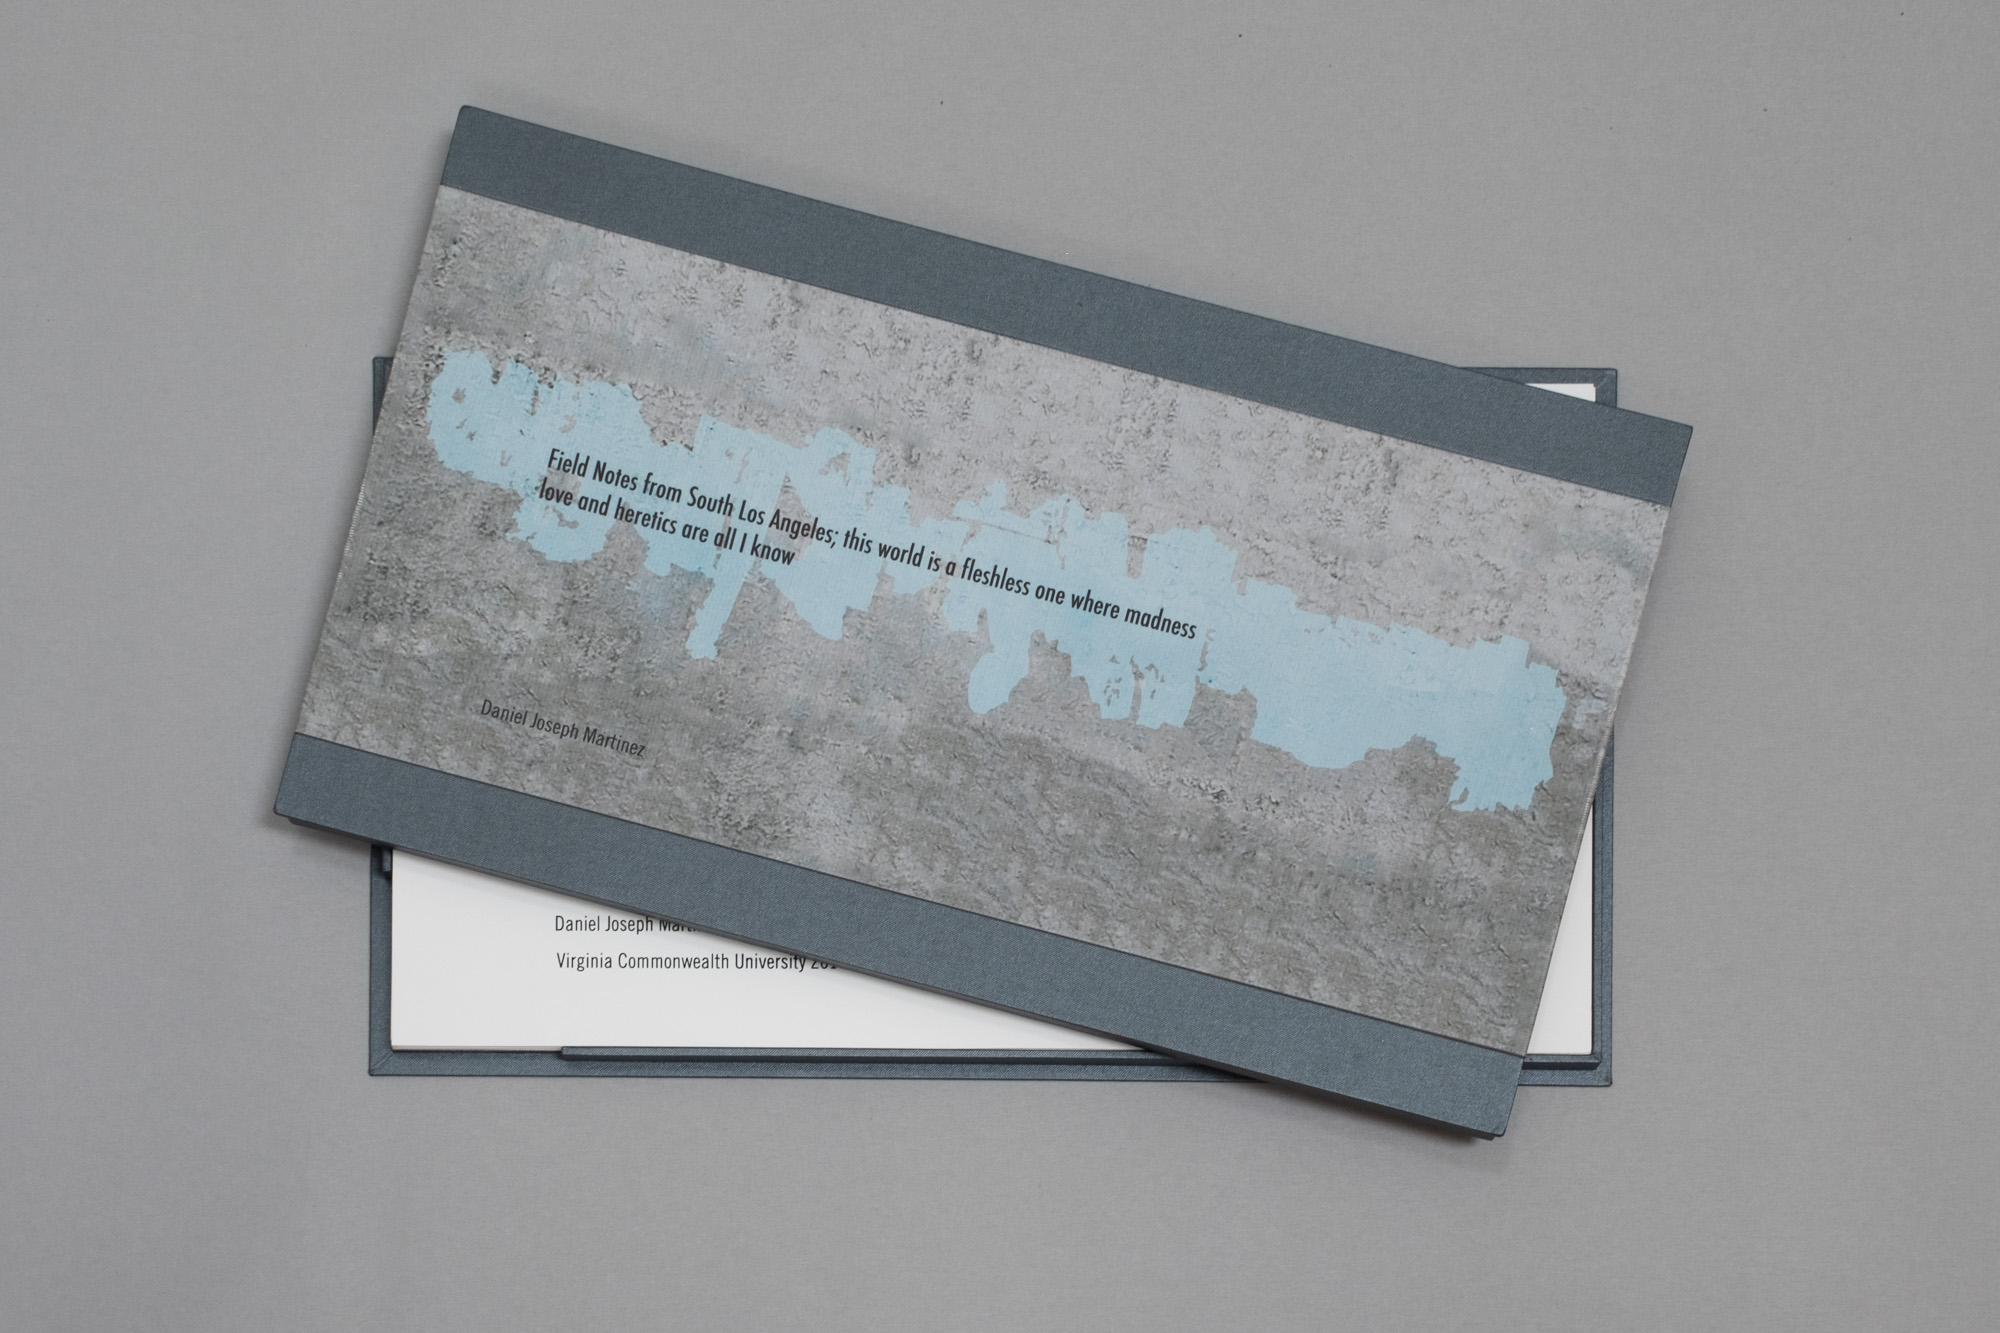 Field Notes from South Los Angeles; this world is a fleshless one where madness
love and heretics are all I know
Daniel Joseph Martinez
Daniel Joseph
Virginia Commonwealth University